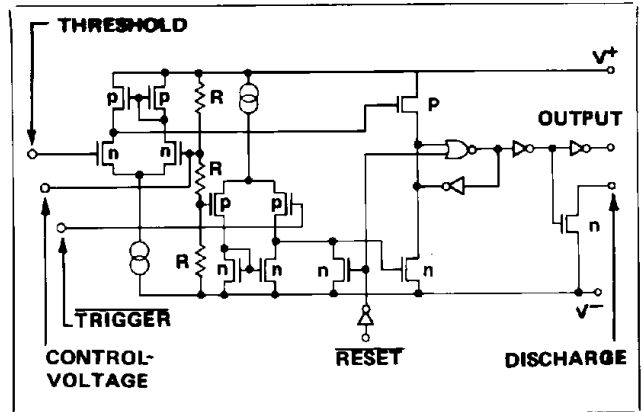 THRESHOLD
V+
p p R p
OUTPUT
n n
R
p p
R
n n n n n
V−
TRIGGER
CONTROL-
VOLTAGE
RESET
DISCHARGE